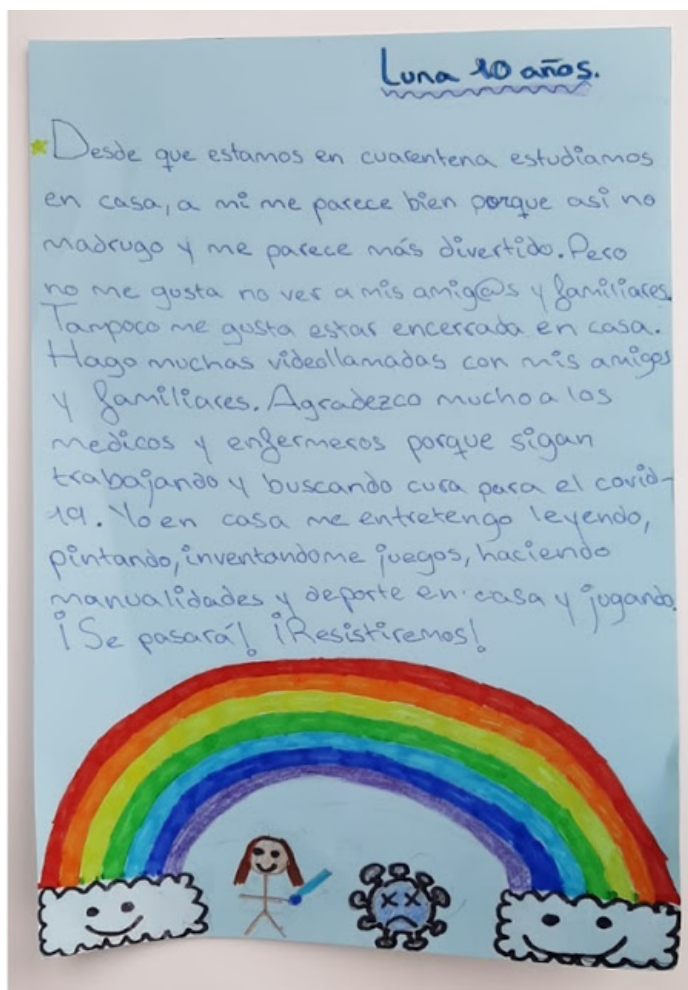 Luna 10 años.
Desde que estamos en cuarentena estudiamos
en casa, a mi me parece bien porque asi no
madrugo y me parece más divertido. Pero
no me gusta no ver a mis amig@s y familiares.
Tampoco me gusta estar encerrada en casa.
Hago muchas videollamadas con mis amigos
y familiares. Agradezco mucho a los
medicos y enfermeros porque sigan
trabajando y buscando cura para el covid-
19. Yo en casa me entretengo leyendo,
pintando, inventandome juegos, haciendo
manualidades y deporte en casa y jugando.
¡Se pasará! ¡Resistiremos!